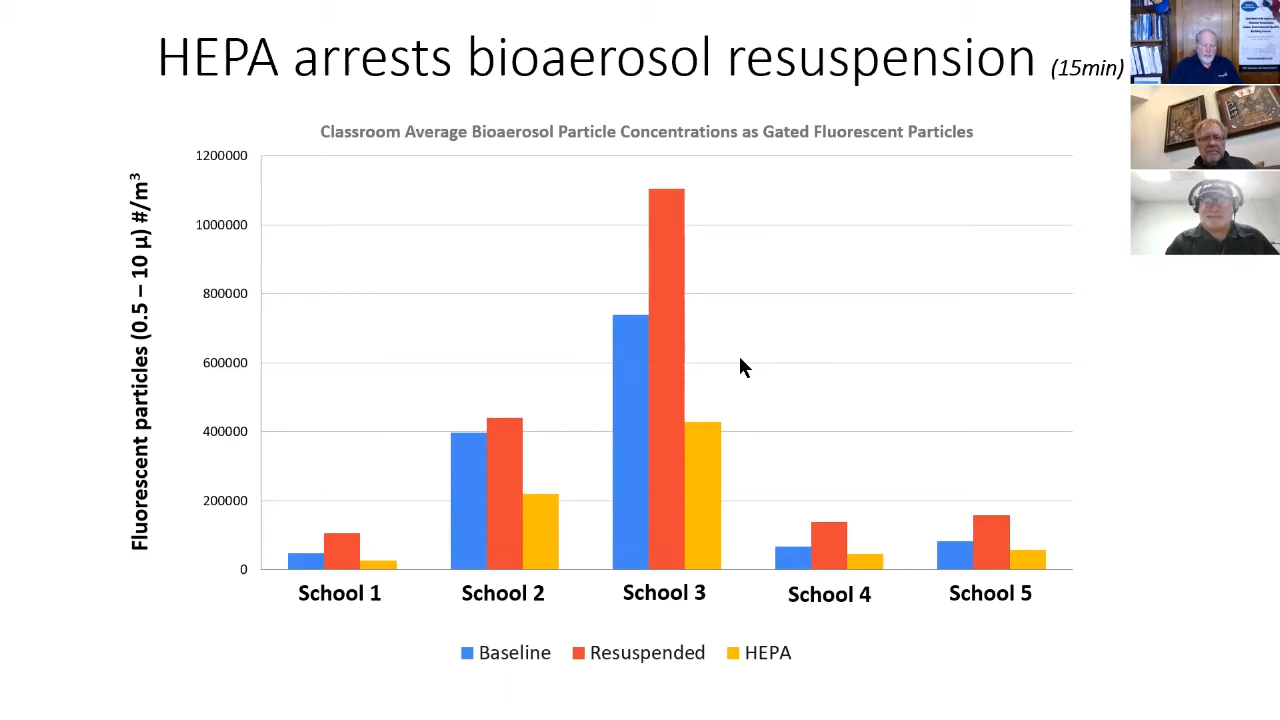 HEPA arrests bioaerosol resuspension (15min)
Classroom Average Bioaerosol Particle Concentrations as Gated Fluorescent Particles
Fluorescent particles (0.5 – 10 µ) #/m³
1200000
1000000
800000
600000
400000
200000
0
School 1 School 2 School 3 School 4 School 5
Baseline Resuspended HEPA